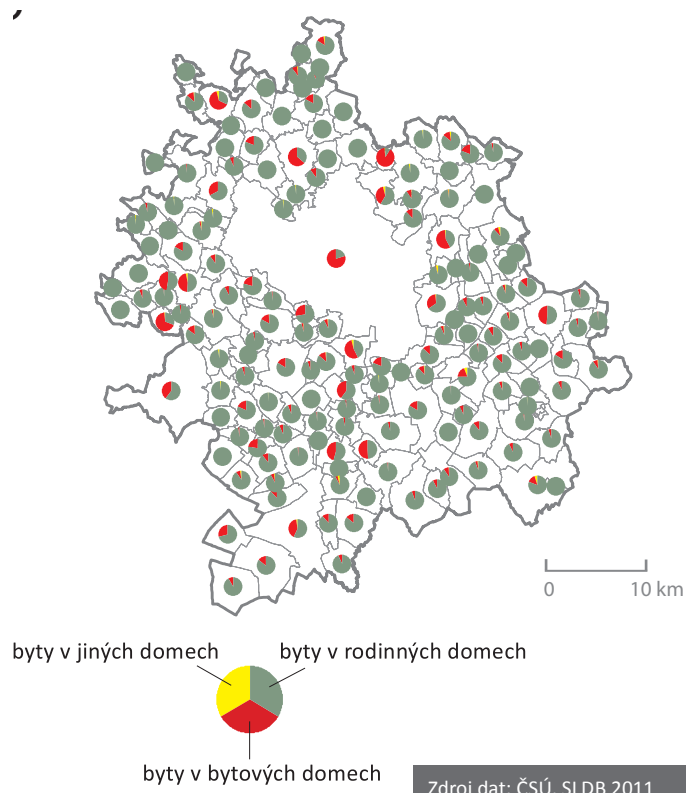 0 10 km
byty v jiných domech
byty v rodinných domech
byty v bytových domech
Zdroj dat: ČSÚ, SLDB 2011